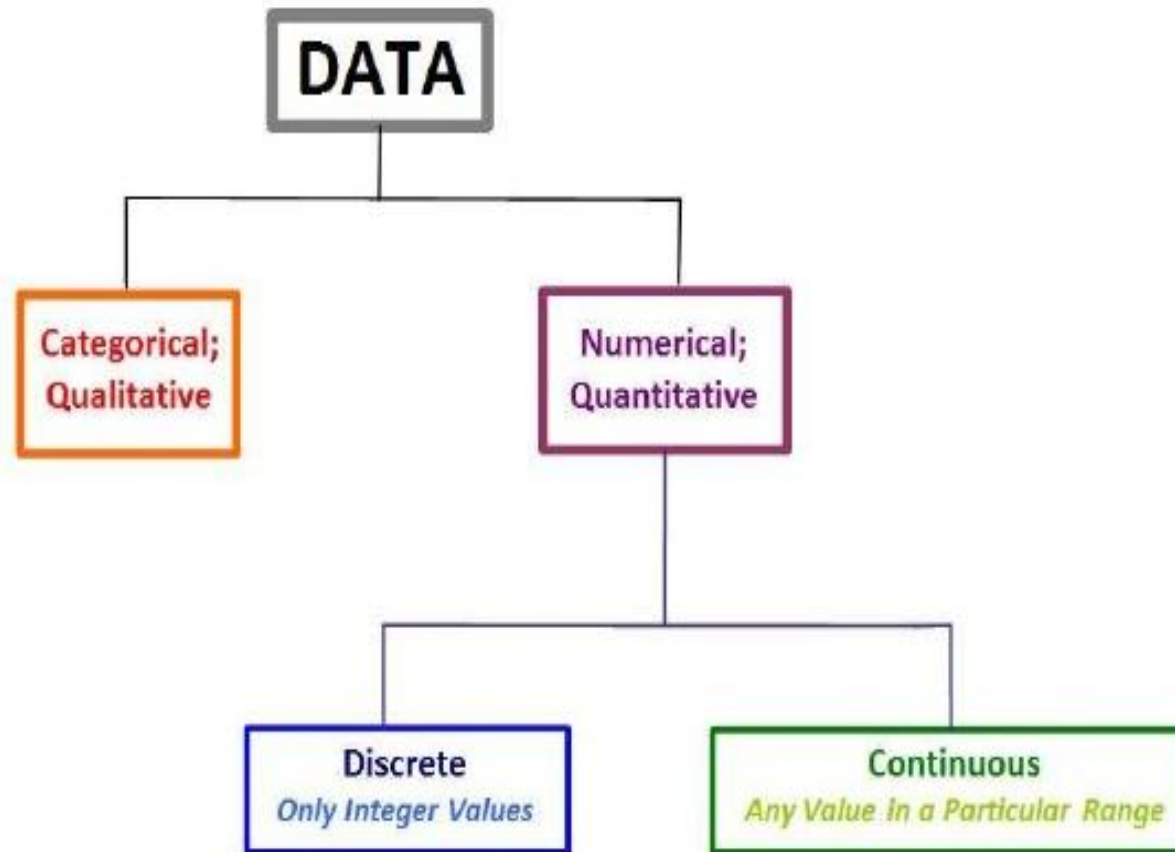 DATA
Categorical;
Qualitative
Numerical;
Quantitative
Discrete
Only Integer Values
Continuous
Any Value in a Particular Range